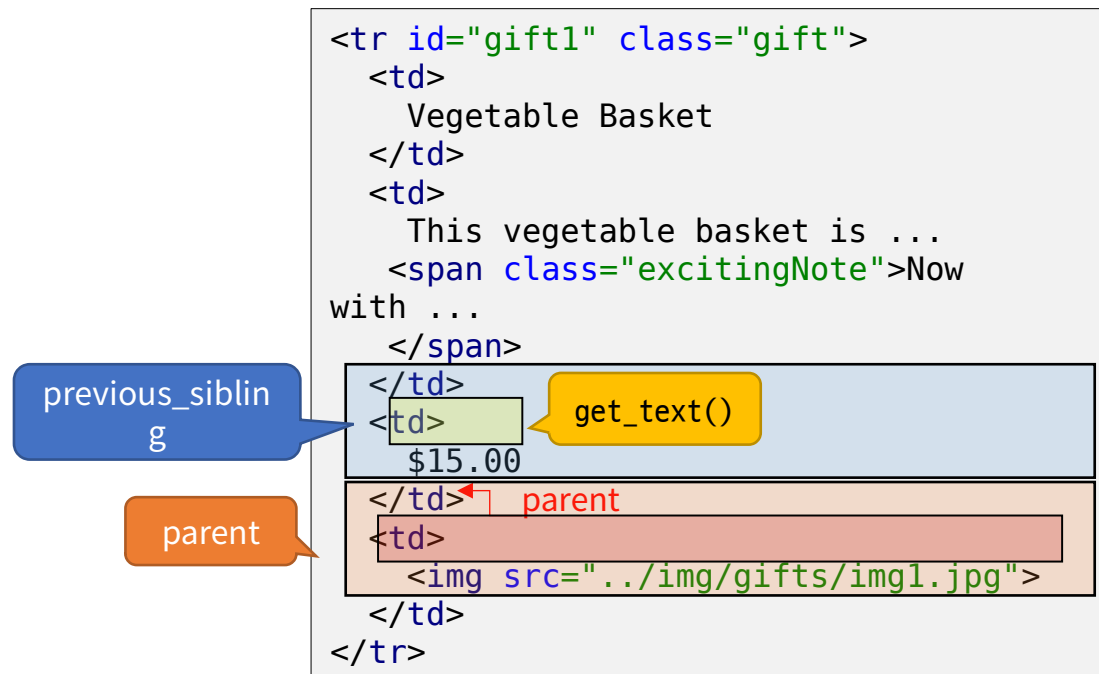 <tr id="gift1" class="gift">
<td>
Vegetable Basket
</td>
<td>
This vegetable basket is ...
<span class="excitingNote">Now
with ...
</span>
</td>
<td>
$15.00
</td>
<td>
<img src="../img/gifts/img1.jpg">
</td>
</tr>
previous_siblin
g
get_text()
parent
parent